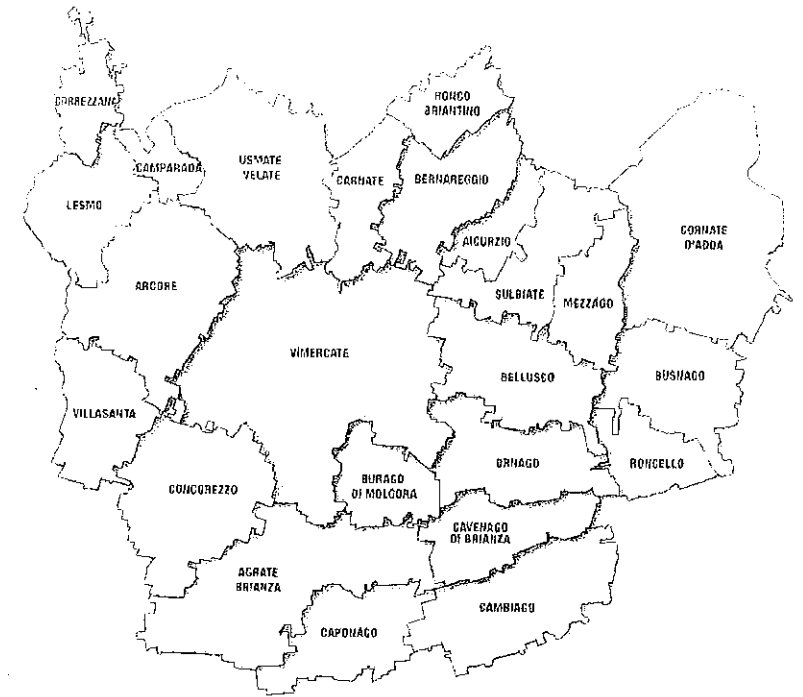 RONCO
BRIANTINO
CORREZZANA
CAMPARADA
USMATE
VELATE
CARNATE
BERNAREGGIO
LESMO
AICURZIO
CORNATE
D'ADDA
ARCORE
SULBIATE
MEZZAGO
VIMERCATE
BELLUSCO
BUSNAGO
VILLASANTA
ORNAGO
RONCELLO
CONCOREZZO
BURAGO
DI MOLGORA
CAVENAGO
DI BRIANZA
AGRATE
BRIANZA
CAMBIAGO
CAPONAGO